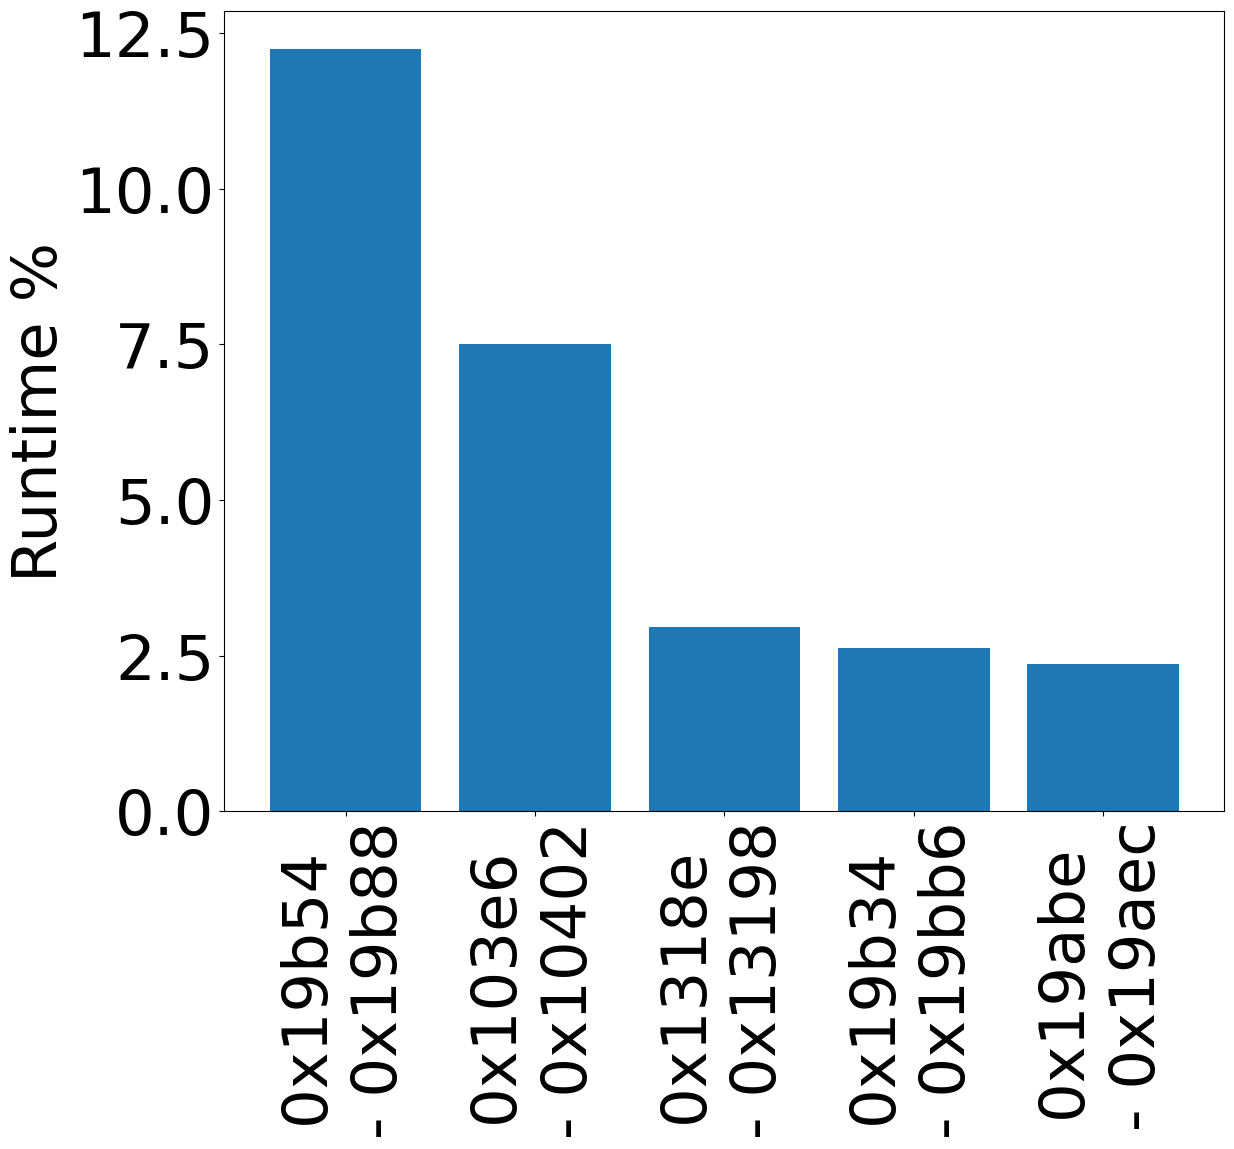 Runtime %
12.5
10.0
7.5
5.0
2.5
0.0
0x19b54
- 0x19b88
0x103e6
- 0x10402
0x1318e
- 0x13198
0x19b34
- 0x19bb6
0x19abe
- 0x19aec